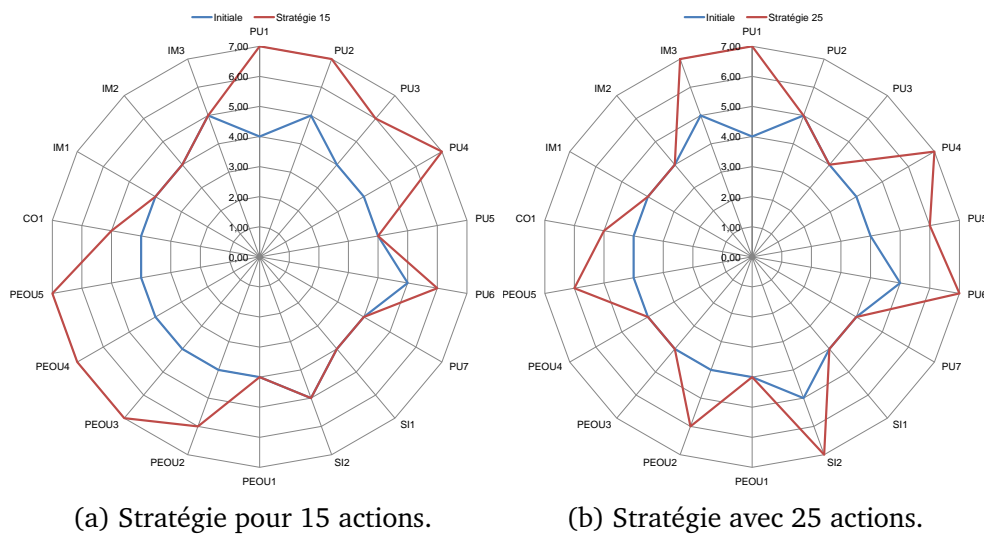 Initiale Stratégie 15
PU1
7,00
PU2
6,00
PU3
5,00
PU4
4,00
3,00
PU5
2,00
1,00
0,00
PU6
PU7
SI1
SI2
PEOU1
PEOU2
PEOU3
PEOU4
PEOU5
CO1
IM1
IM2
IM3
(a) Stratégie pour 15 actions.
Initiale Stratégie 25
PU1
7,00
PU2
6,00
PU3
5,00
PU4
4,00
3,00
PU5
2,00
1,00
0,00
PU6
PU7
SI1
SI2
PEOU1
PEOU2
PEOU3
PEOU4
PEOU5
CO1
IM1
IM2
IM3
(b) Stratégie avec 25 actions.